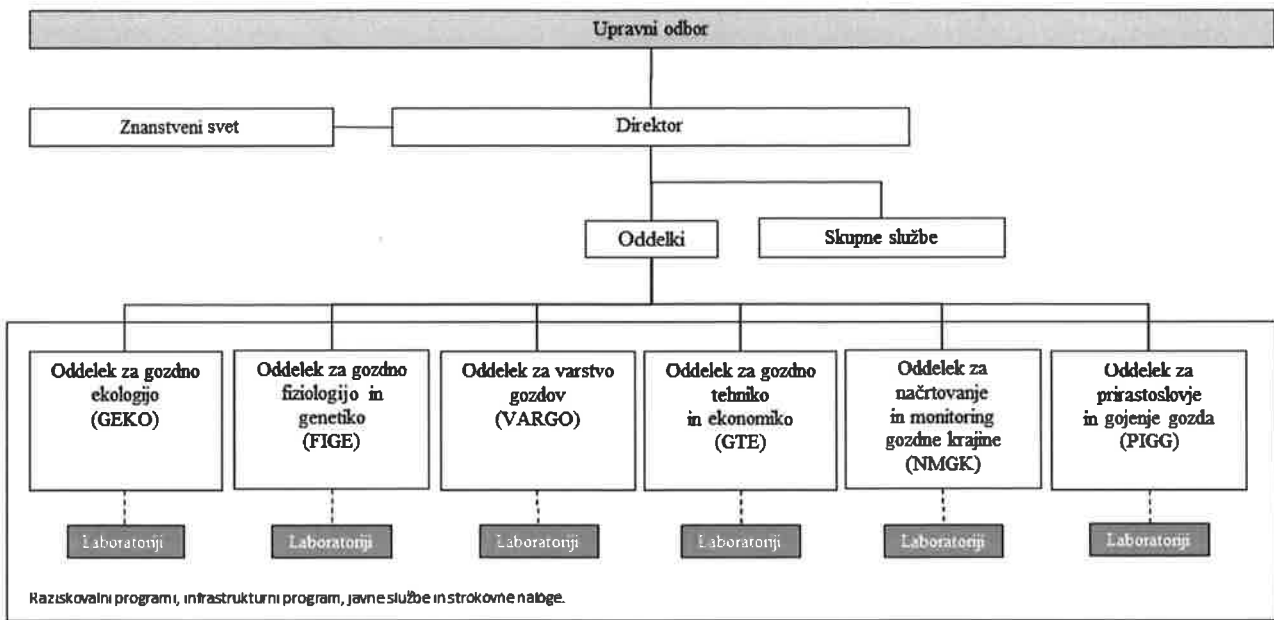 Upravni odbor
Znanstveni svet
Direktor
Oddelki
Skupne službe
Oddelek za gozdno
ekologijo
(GEKO)
Oddelek za gozdno
fiziologijo in
genetiko
(FIGE)
Oddelek za varstvo
gozdov
(VARGO)
Oddelek za gozdno
tehniko
in ekonomiko
(GTE)
Oddelek za
načrtovanje
in monitoring
gozdne krajine
(NMGK)
Oddelek za
prirastoslovje
in gojenje gozda
(PIGG)
Laboratoriji
Laboratoriji
Laboratoriji
Laboratoriji
Laboratoriji
Laboratoriji
Raziskovalni programi, infrastrukturni program, javne službe in strokovne naloge.